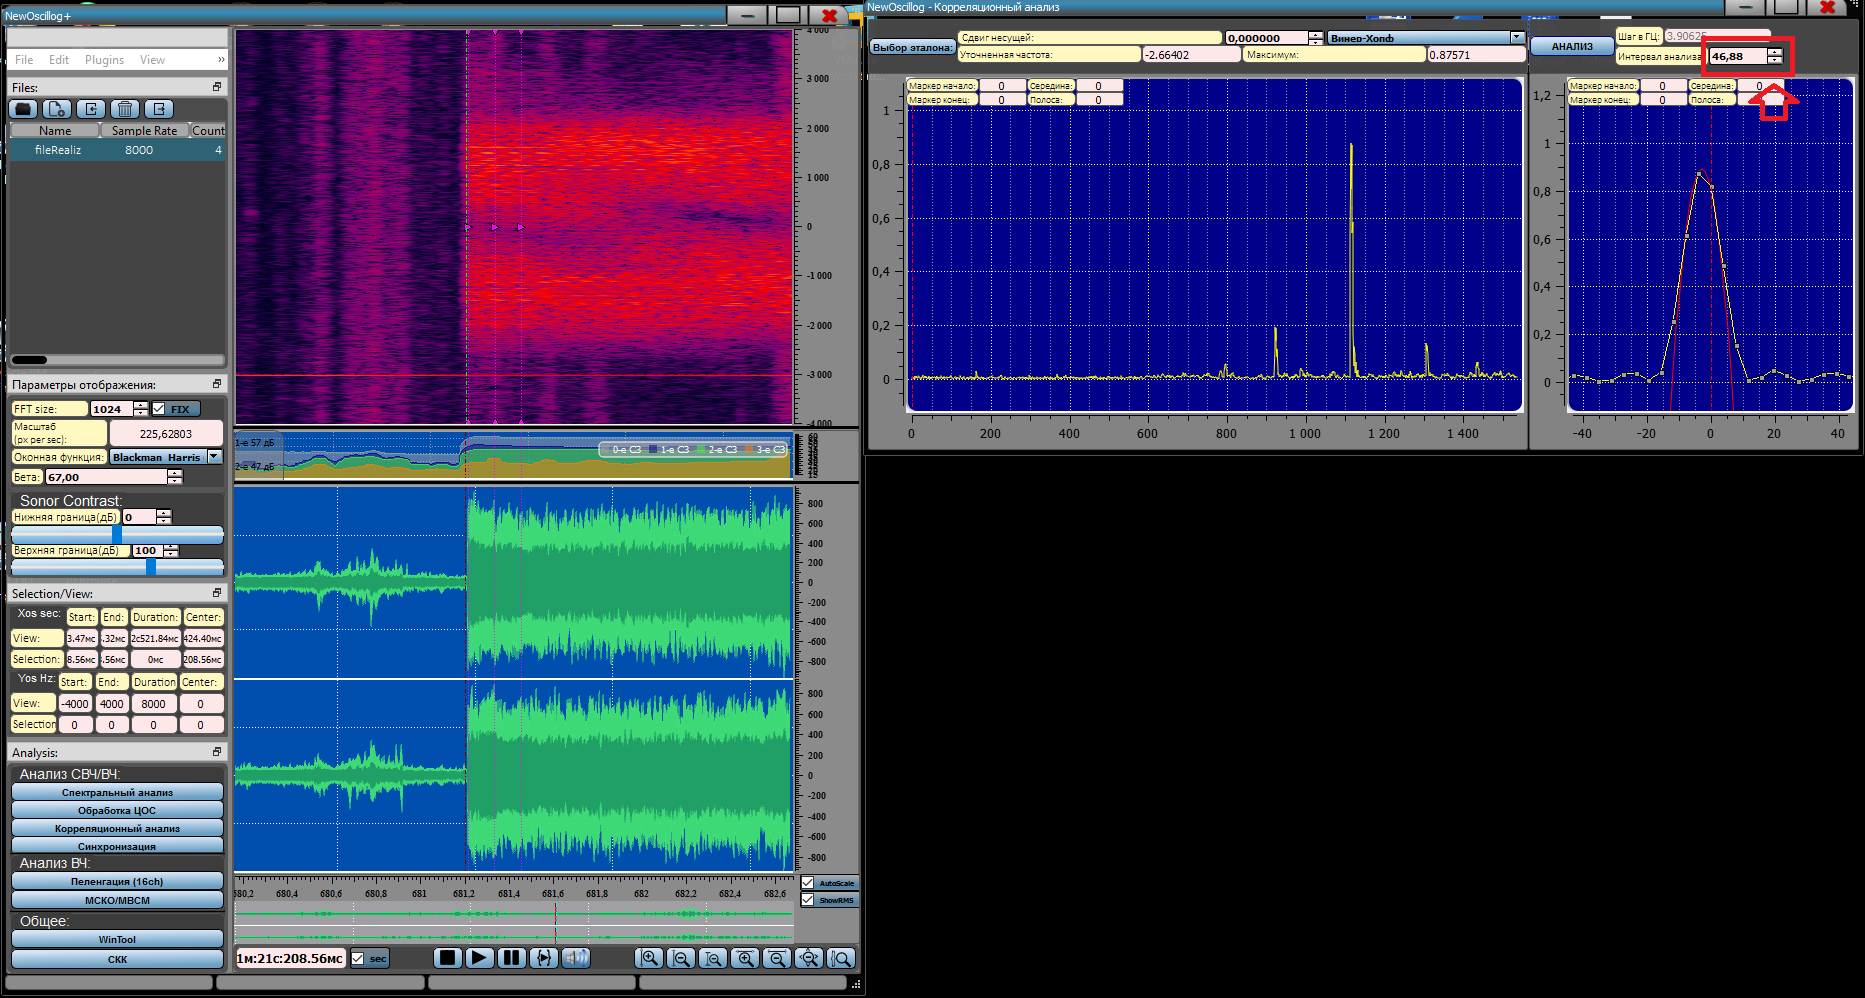 NewOscillog+
File Edit Plugins View »
Files:
Name Sample Rate Count
fileRealiz 8000 4
Параметры отображения:
FFT size: 1024 FIX
Масштаб
(px per sec): 225,62803
Оконная функция: Blackman Harris
Бета: 67,00
Sonor Contrast:
Нижняя граница(дБ) 0
Верхняя граница(дБ) 100
Selection/View:
Xos sec: Start: End: Duration: Center:
View: 3.47мс .32мс 2с521.84мс 424.40мс
Selection: 8.56мс .56мс 0мс 208.56мс
Yos Hz: Start: End: Duration Center:
View: -4000 4000 8000 0
Selection 0 0 0 0
Analysis:
Анализ СВЧ/ВЧ:
Спектральный анализ
Обработка ЦОС
Корреляционный анализ
Синхронизация
Анализ ВЧ:
Пеленгация (16ch)
МСКО/МВСМ
Общее:
WinTool
СКК
4 000
3 000
2 000
1 000
0
-1 000
-2 000
-3 000
-4 000
1-е 57 дБ
2-е 47 дБ
0-е СЗ 1-е СЗ 2-е СЗ 3-е СЗ
800
600
400
200
0
-200
-400
-600
-800
800
600
400
200
0
-200
-400
-600
-800
680,2 680,4 680,6 680,8 681 681,2 681,4 681,6 681,8 682 682,2 682,4 682,6
AutoScale
ShowRMS
1м:21с:208.56мс sec
NewOscillog - Корреляционный анализ
Выбор эталона:
Сдвиг несущей: 0,000000 Винер-Хопф
Уточненная частота: -2.66402 Максимум: 0.87571
АНАЛИЗ
Шаг в ГЦ: 3.90625
Интервал анализа 46,88
Маркер начало: 0 Середина: 0
Маркер конец: 0 Полоса: 0
1
0,8
0,6
0,4
0,2
0
0 200 400 600 800 1 000 1 200 1 400
Маркер начало: 0 Середина: 0
Маркер конец: 0 Полоса: 0
1,2
1
0,8
0,6
0,4
0,2
0
-40 -20 0 20 40